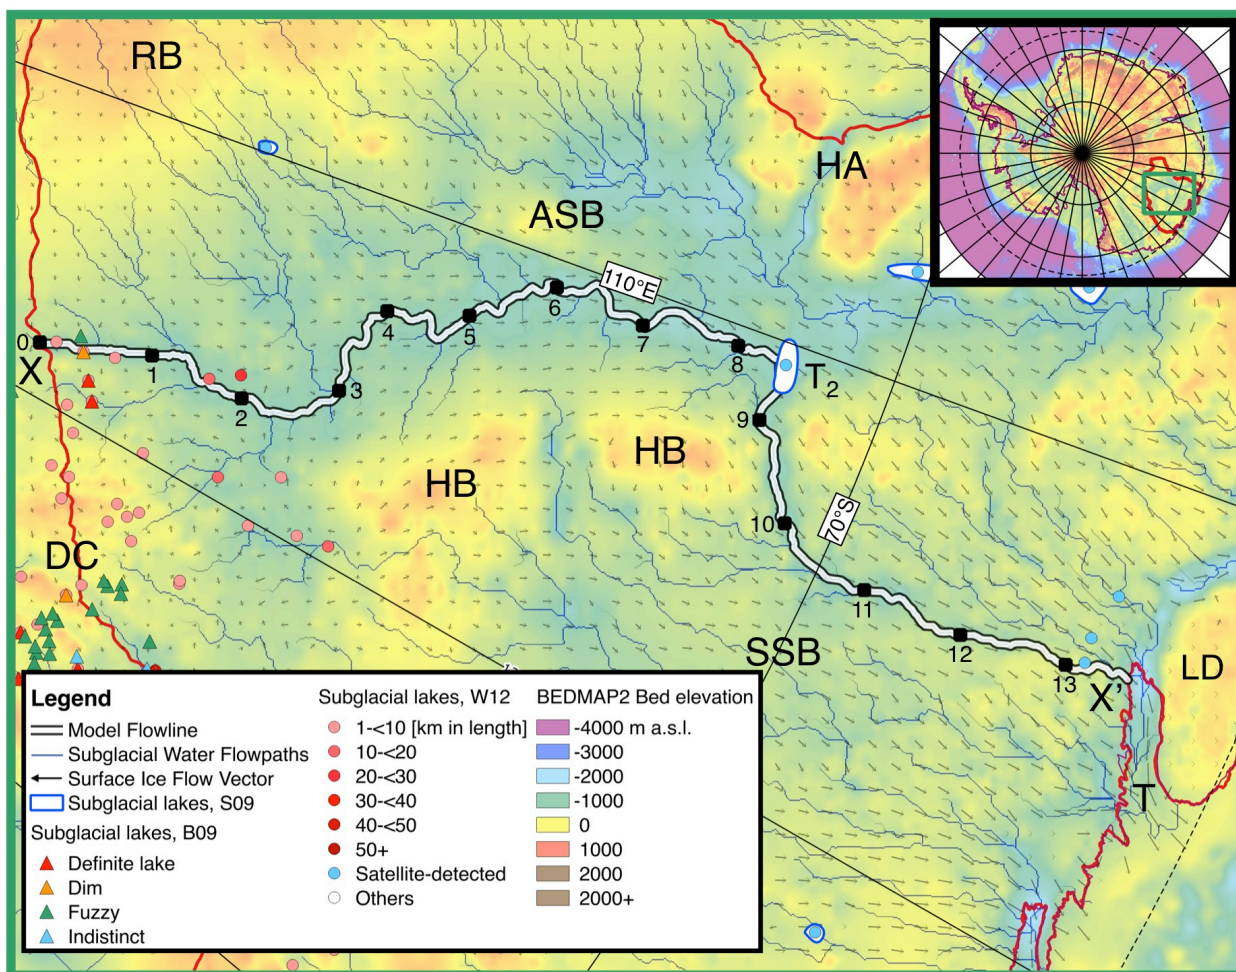 RB
HA
ASB
110°E
6
4
5
7
0
X
1
8
T2
3
2
9
HB
HB
10
70°S
DC
11
SSB
12
13
X'
LD
T
Legend
Model Flowline
Subglacial Water Flowpaths
Surface Ice Flow Vector
Subglacial lakes, S09
Subglacial lakes, B09
Definite lake
Dim
Fuzzy
Indistinct
Subglacial lakes, W12
1-<10 [km in length]
10-<20
20-<30
30-<40
40-<50
50+
Satellite-detected
Others
BEDMAP2 Bed elevation
-4000 m a.s.l.
-3000
-2000
-1000
0
1000
2000
2000+